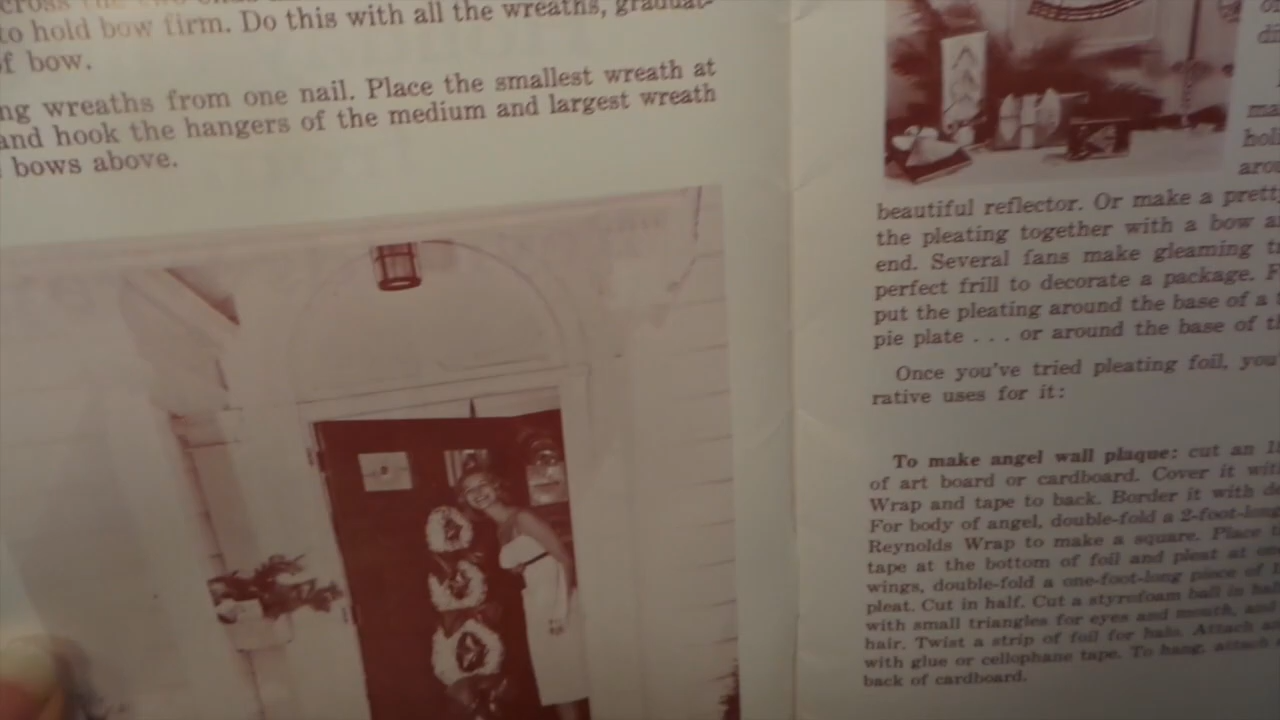 to hold bow firm. Do this with all the wreaths, graduat-
of bow.
ng wreaths from one nail. Place the smallest wreath at
and hook the hangers of the medium and largest wreath
bows above.
beautiful reflector. Or make a pretty
the pleating together with a bow
end. Several fans make gleaming
perfect frill to decorate a package.
put the pleating around the base of a
pie plate . . . or around the base of
Once you've tried pleating foil, you
rative uses for it:
To make angel wall plaque: cut an
of art board or cardboard. Cover it with
Wrap and tape to back. Border it with
For body of angel, double-fold a 2-foot-long
Reynolds Wrap to make a square. Place
tape at the bottom of foil and pleat at
wings, double-fold a one-foot-long piece of
pleat. Cut in half. Cut a styrofoam ball in
with small triangles for eyes and mouth, and
hair. Twist a strip of foil for halo. Attach
with glue or cellophane tape. To hang, attach
back of cardboard.